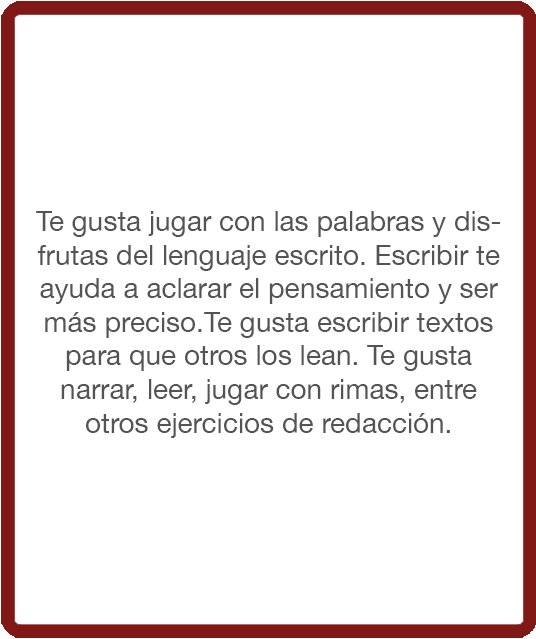 Te gusta jugar con las palabras y dis-
frutas del lenguaje escrito. Escribir te
ayuda a aclarar el pensamiento y ser
más preciso.Te gusta escribir textos
para que otros los lean. Te gusta
narrar, leer, jugar con rimas, entre
otros ejercicios de redacción.